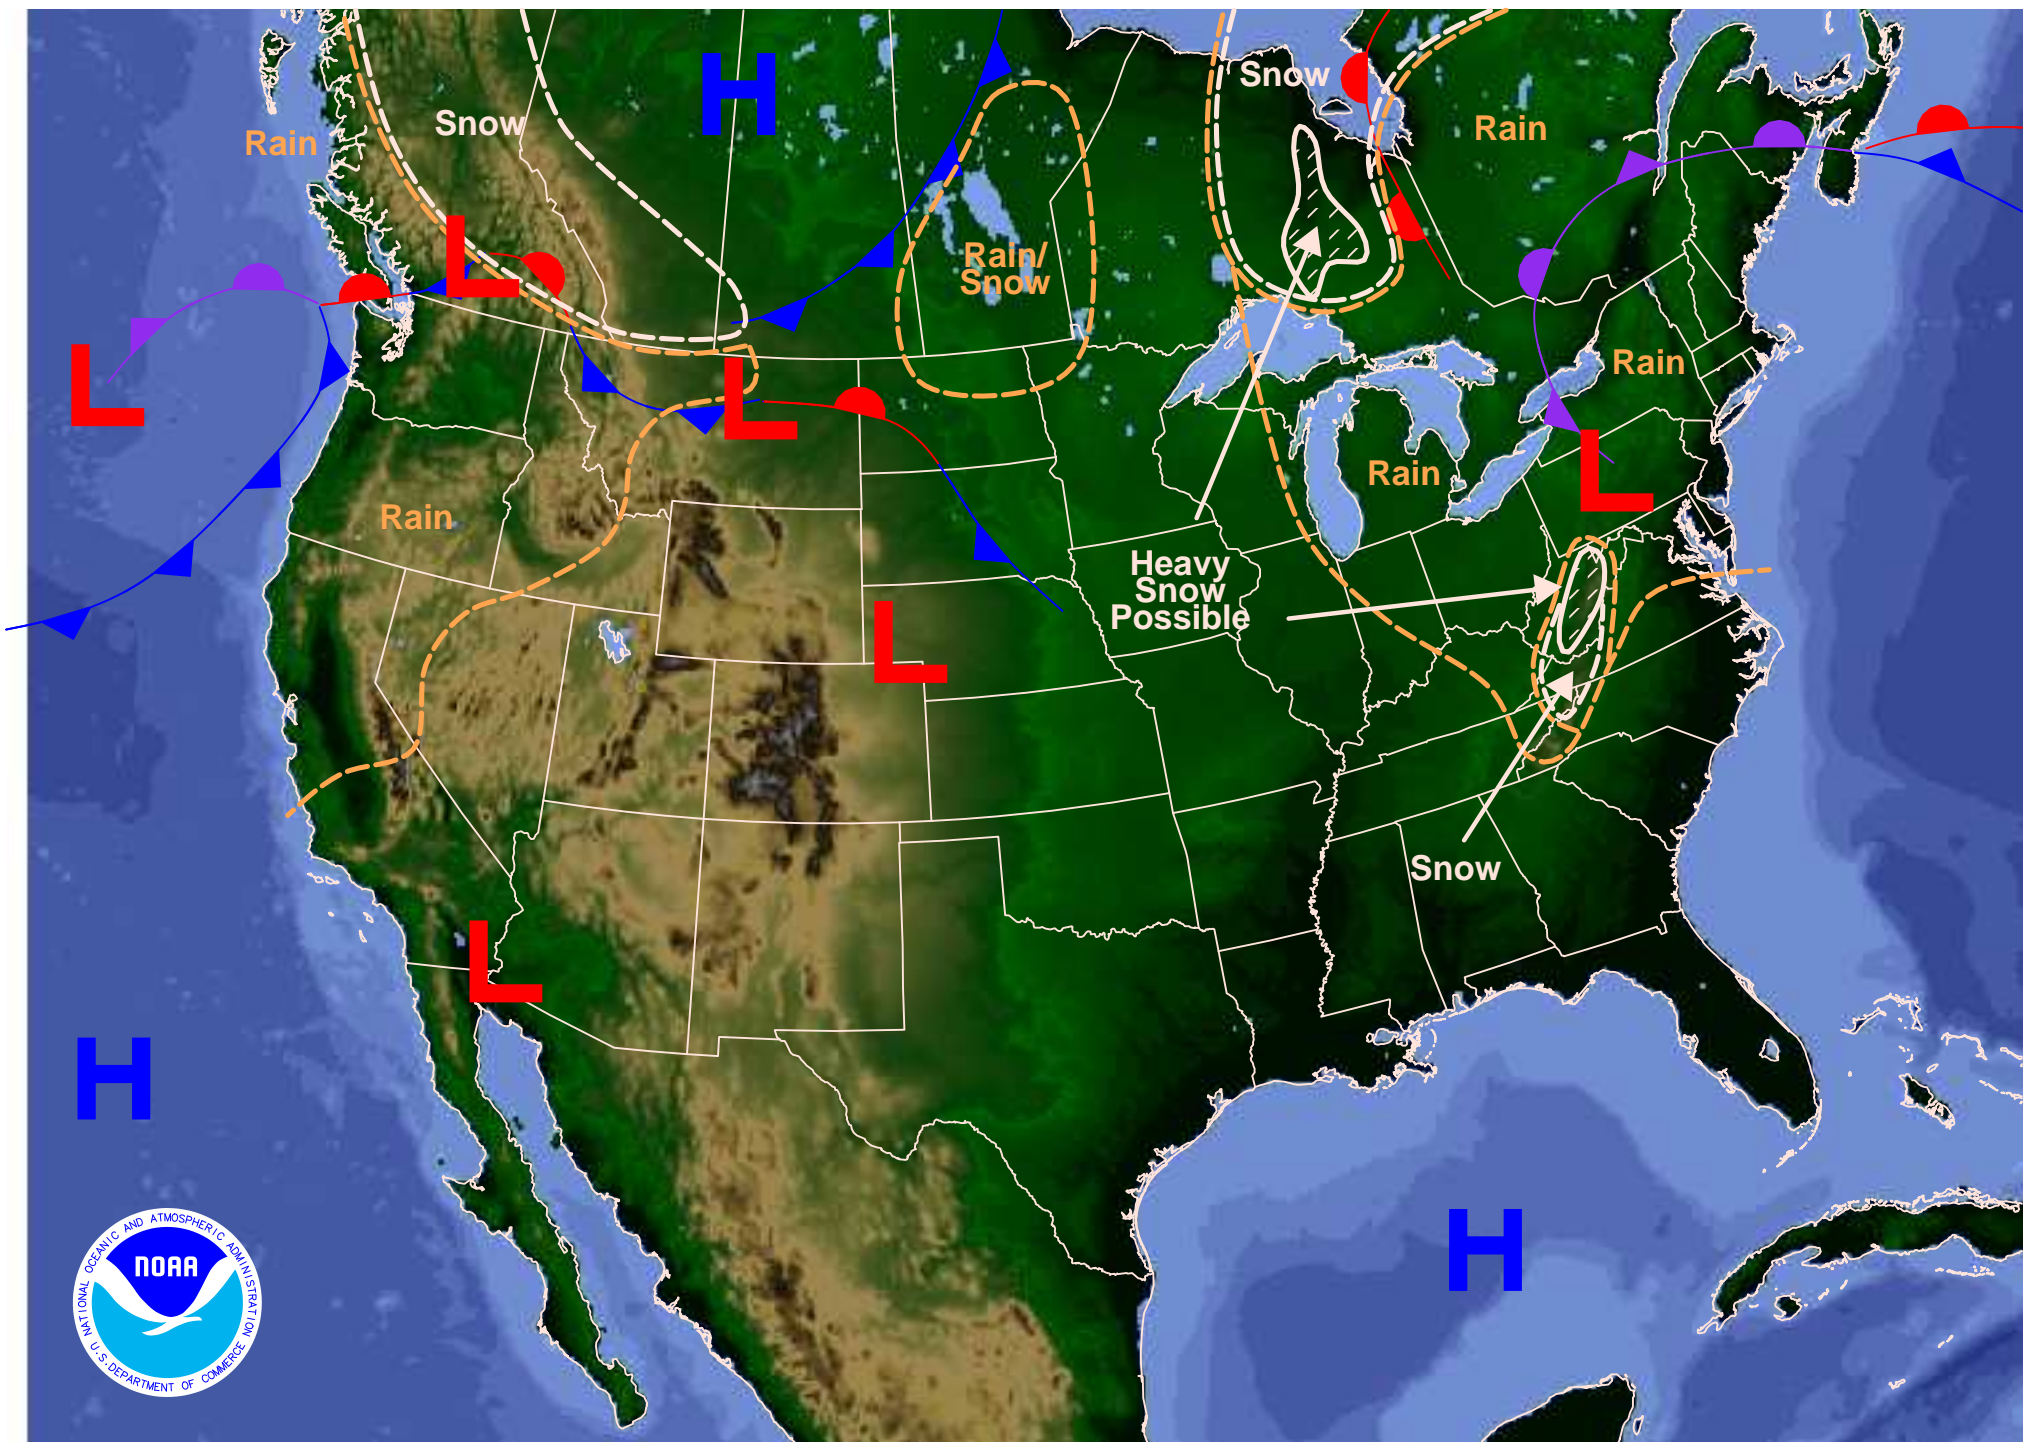 H
Snow
Snow
Rain
Rain
L
Rain/
Snow
L
L
Rain
Rain
L
Rain
Heavy
Snow
Possible
L
Snow
L
H
H
NATIONAL OCEANIC AND ATMOSPHERIC ADMINISTRATION
NOAA
U.S. DEPARTMENT OF COMMERCE